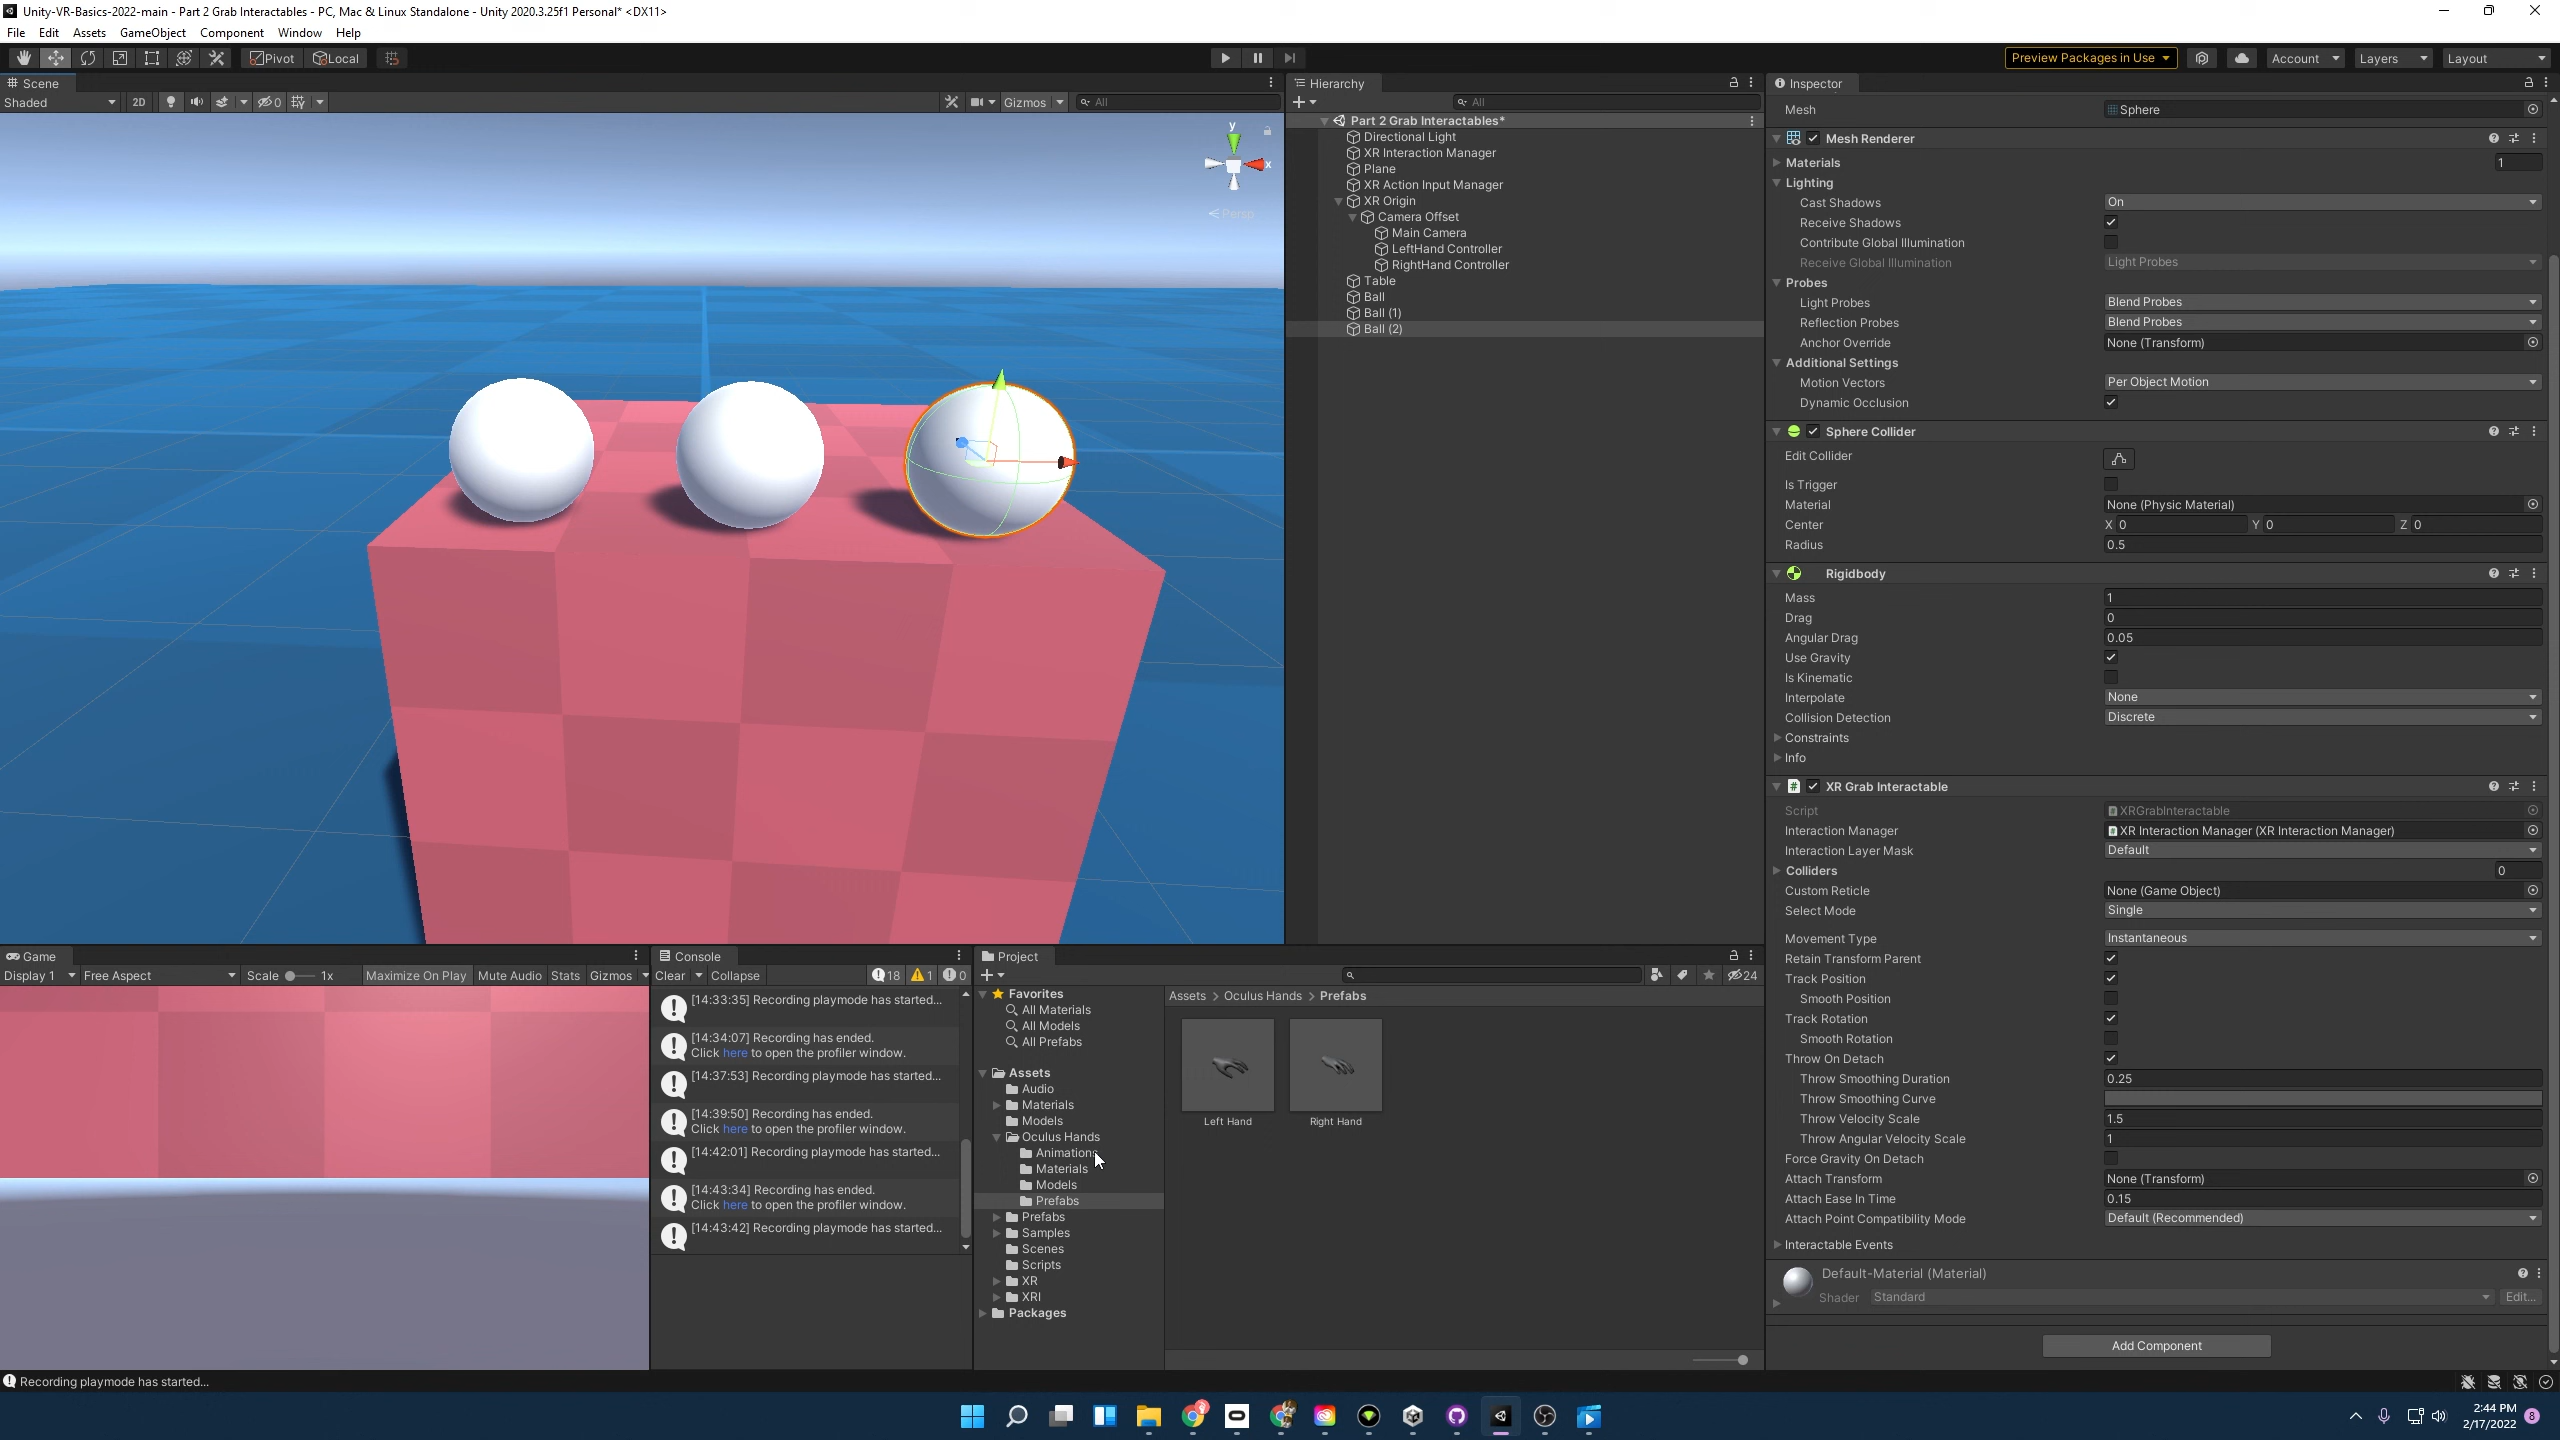 Unity-VR-Basics-2022-main - Part 2 Grab Interactables - PC, Mac & Linux Standalone - Unity 2020.3.25f1 Personal* <DX11>
File Edit Assets GameObject Component Window Help
Pivot Local
Preview Packages in Use Account Layers Layout
Scene
Shaded 2D 0 Gizmos All
y
x
Persp
Hierarchy
All
Part 2 Grab Interactables*
Directional Light
XR Interaction Manager
Plane
XR Action Input Manager
XR Origin
Camera Offset
Main Camera
LeftHand Controller
RightHand Controller
Table
Ball
Ball (1)
Ball (2)
Inspector
Mesh Sphere
Mesh Renderer
Materials 1
Lighting
Cast Shadows On
Receive Shadows
Contribute Global Illumination
Receive Global Illumination Light Probes
Probes
Light Probes Blend Probes
Reflection Probes Blend Probes
Anchor Override None (Transform)
Additional Settings
Motion Vectors Per Object Motion
Dynamic Occlusion
Sphere Collider
Edit Collider
Is Trigger
Material None (Physic Material)
Center X 0 Y 0 Z 0
Radius 0.5
Rigidbody
Mass 1
Drag 0
Angular Drag 0.05
Use Gravity
Is Kinematic
Interpolate None
Collision Detection Discrete
Constraints
Info
XR Grab Interactable
Script XRGrabInteractable
Interaction Manager XR Interaction Manager (XR Interaction Manager)
Interaction Layer Mask Default
Colliders 0
Custom Reticle None (Game Object)
Select Mode Single
Movement Type Instantaneous
Retain Transform Parent
Track Position
Smooth Position
Track Rotation
Smooth Rotation
Throw On Detach
Throw Smoothing Duration 0.25
Throw Smoothing Curve
Throw Velocity Scale 1.5
Throw Angular Velocity Scale 1
Force Gravity On Detach
Attach Transform None (Transform)
Attach Ease In Time 0.15
Attach Point Compatibility Mode Default (Recommended)
Interactable Events
Default-Material (Material)
Shader Standard Edit...
Add Component
Game
Display 1 Free Aspect Scale 1x Maximize On Play Mute Audio Stats Gizmos
Console
Clear Collapse 18 1 0
[14:33:35] Recording playmode has started...
[14:34:07] Recording has ended.
Click here to open the profiler window.
[14:37:53] Recording playmode has started...
[14:39:50] Recording has ended.
Click here to open the profiler window.
[14:42:01] Recording playmode has started...
[14:43:34] Recording has ended.
Click here to open the profiler window.
[14:43:42] Recording playmode has started...
Project
24
Favorites
All Materials
All Models
All Prefabs
Assets
Audio
Materials
Models
Oculus Hands
Animations
Materials
Models
Prefabs
Prefabs
Samples
Scenes
Scripts
XR
XRI
Packages
Assets > Oculus Hands > Prefabs
Left Hand Right Hand
Recording playmode has started...
2:44 PM
2/17/2022
8